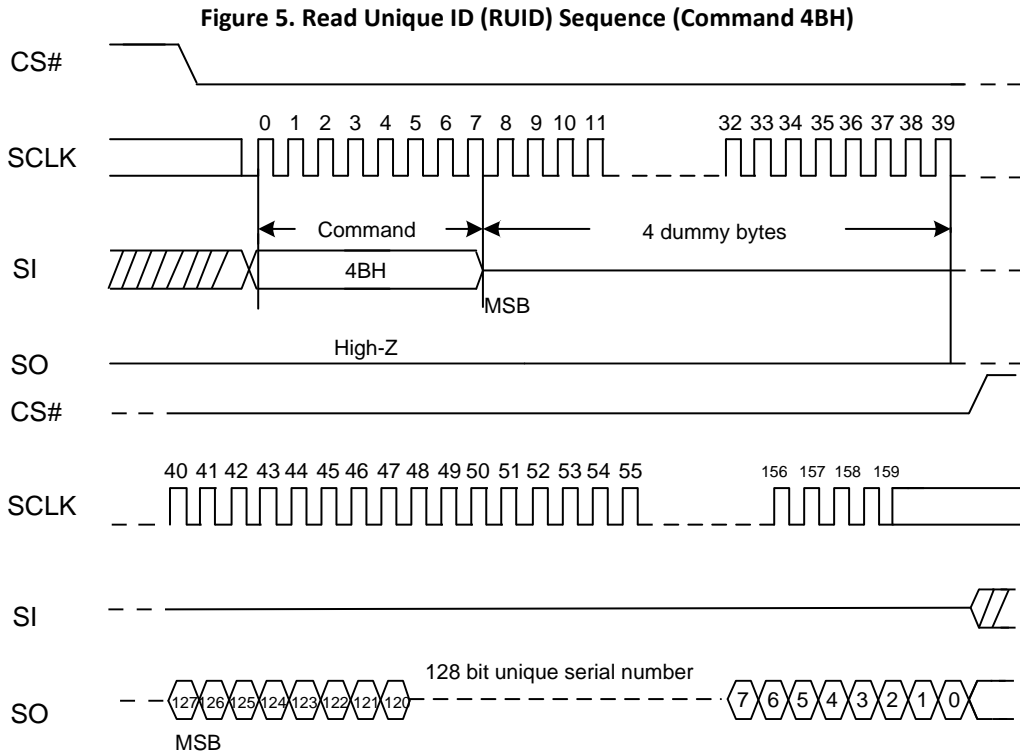 Figure 5. Read Unique ID (RUID) Sequence (Command 4BH)
CS#
0 1 2 3 4 5 6 7 8 9 10 11 32 33 34 35 36 37 38 39
SCLK
Command 4 dummy bytes
SI 4BH
MSB
High-Z
SO
CS#
40 41 42 43 44 45 46 47 48 49 50 51 52 53 54 55 156 157 158 159
SCLK
SI
128 bit unique serial number
SO 127 126 125 124 123 122 121 120 7 6 5 4 3 2 1 0
MSB